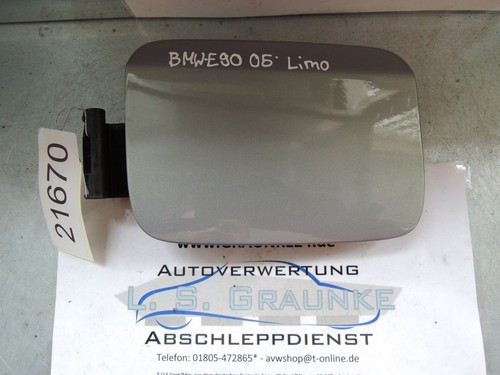 BMW-E90 05' Limo
21670
AUTOVERWERTUNG
L. S. GRAUNKE
ABSCHLEPPDIENST
Telefon: 01805-472865* · avwshop@t-online.de